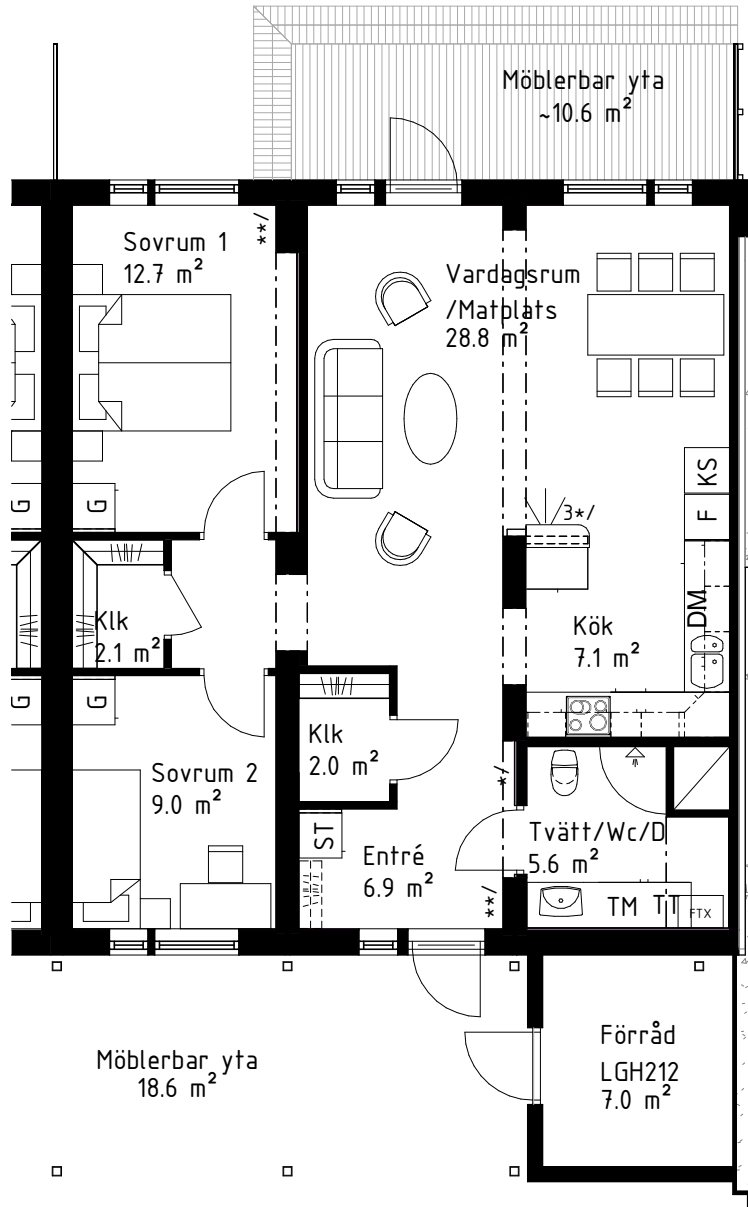 Möblerbar yta
~10.6 m²
**/
Sovrum 1
12.7 m²
Vardagsrum
/Matplats
28.8 m²
KS
G
G
F
3*/
Klk
2.1 m²
DM
Kök
7.1 m²
G
G
Klk
2.0 m²
Sovrum 2
9.0 m²
*/
ST
Entré
6.9 m²
Tvätt/Wc/D
5.6 m²
**/
TM
TT
FTX
Möblerbar yta
18.6 m²
Förråd
LGH212
7.0 m²